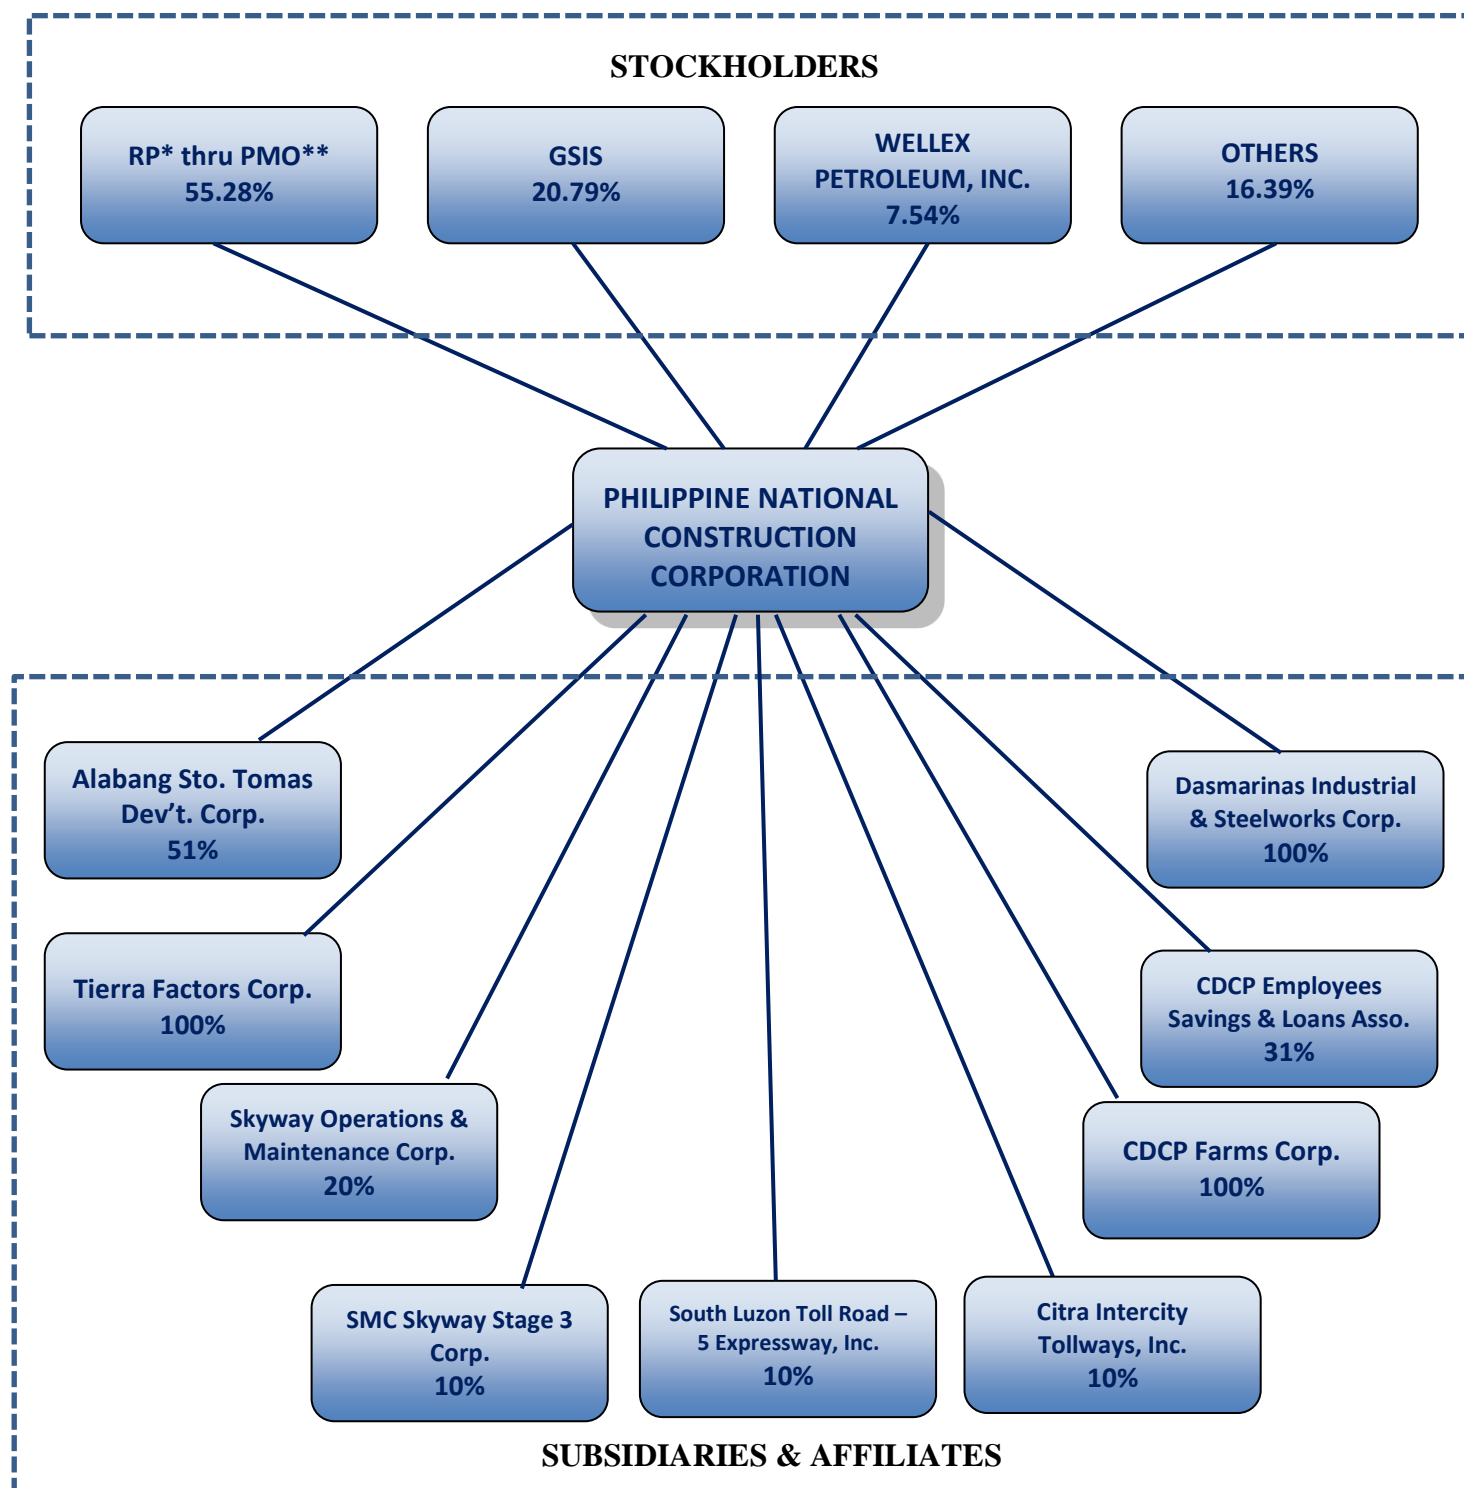 STOCKHOLDERS
RP* thru PMO**
55.28%
GSIS
20.79%
WELLEX
PETROLEUM, INC.
7.54%
OTHERS
16.39%
PHILIPPINE NATIONAL
CONSTRUCTION
CORPORATION
Alabang Sto. Tomas
Dev’t. Corp.
51%
Dasmarinas Industrial
& Steelworks Corp.
100%
Tierra Factors Corp.
100%
CDCP Employees
Savings & Loans Asso.
31%
Skyway Operations &
Maintenance Corp.
20%
CDCP Farms Corp.
100%
SMC Skyway Stage 3
Corp.
10%
South Luzon Toll Road –
5 Expressway, Inc.
10%
Citra Intercity
Tollways, Inc.
10%
SUBSIDIARIES & AFFILIATES